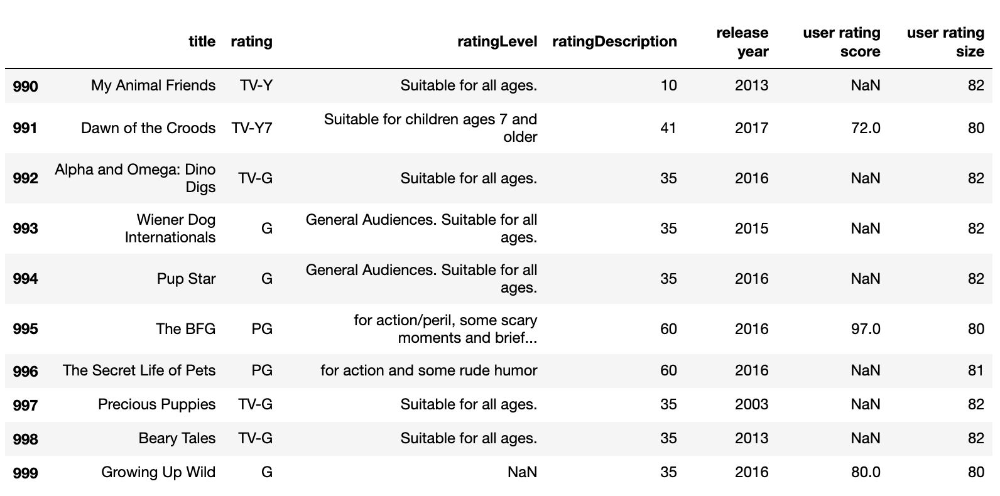 title rating ratingLevel ratingDescription release year user rating score user rating size
990 My Animal Friends TV-Y Suitable for all ages. 10 2013 NaN 82
991 Dawn of the Croods TV-Y7 Suitable for children ages 7 and older 41 2017 72.0 80
992 Alpha and Omega: Dino Digs TV-G Suitable for all ages. 35 2016 NaN 82
993 Wiener Dog Internationals G General Audiences. Suitable for all ages. 35 2015 NaN 82
994 Pup Star G General Audiences. Suitable for all ages. 35 2016 NaN 82
995 The BFG PG for action/peril, some scary moments and brief... 60 2016 97.0 80
996 The Secret Life of Pets PG for action and some rude humor 60 2016 NaN 81
997 Precious Puppies TV-G Suitable for all ages. 35 2003 NaN 82
998 Beary Tales TV-G Suitable for all ages. 35 2013 NaN 82
999 Growing Up Wild G NaN 35 2016 80.0 80